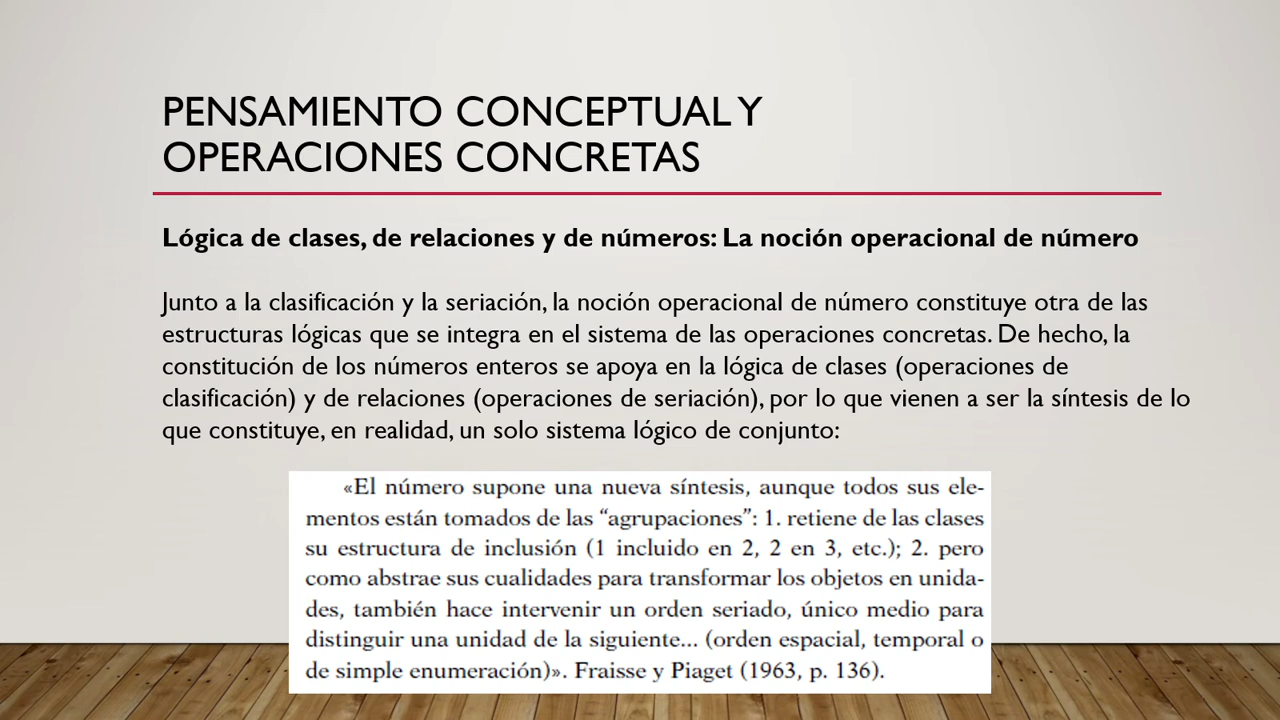 PENSAMIENTO CONCEPTUAL Y
OPERACIONES CONCRETAS
Lógica de clases, de relaciones y de números: La noción operacional de número
Junto a la clasificación y la seriación, la noción operacional de número constituye otra de las
estructuras lógicas que se integra en el sistema de las operaciones concretas. De hecho, la
constitución de los números enteros se apoya en la lógica de clases (operaciones de
clasificación) y de relaciones (operaciones de seriación), por lo que vienen a ser la síntesis de lo
que constituye, en realidad, un solo sistema lógico de conjunto:
«El número supone una nueva síntesis, aunque todos sus ele-
mentos están tomados de las “agrupaciones”: 1. retiene de las clases
su estructura de inclusión (1 incluido en 2, 2 en 3, etc.); 2. pero
como abstrae sus cualidades para transformar los objetos en unida-
des, también hace intervenir un orden seriado, único medio para
distinguir una unidad de la siguiente... (orden espacial, temporal o
de simple enumeración)». Fraisse y Piaget (1963, p. 136).